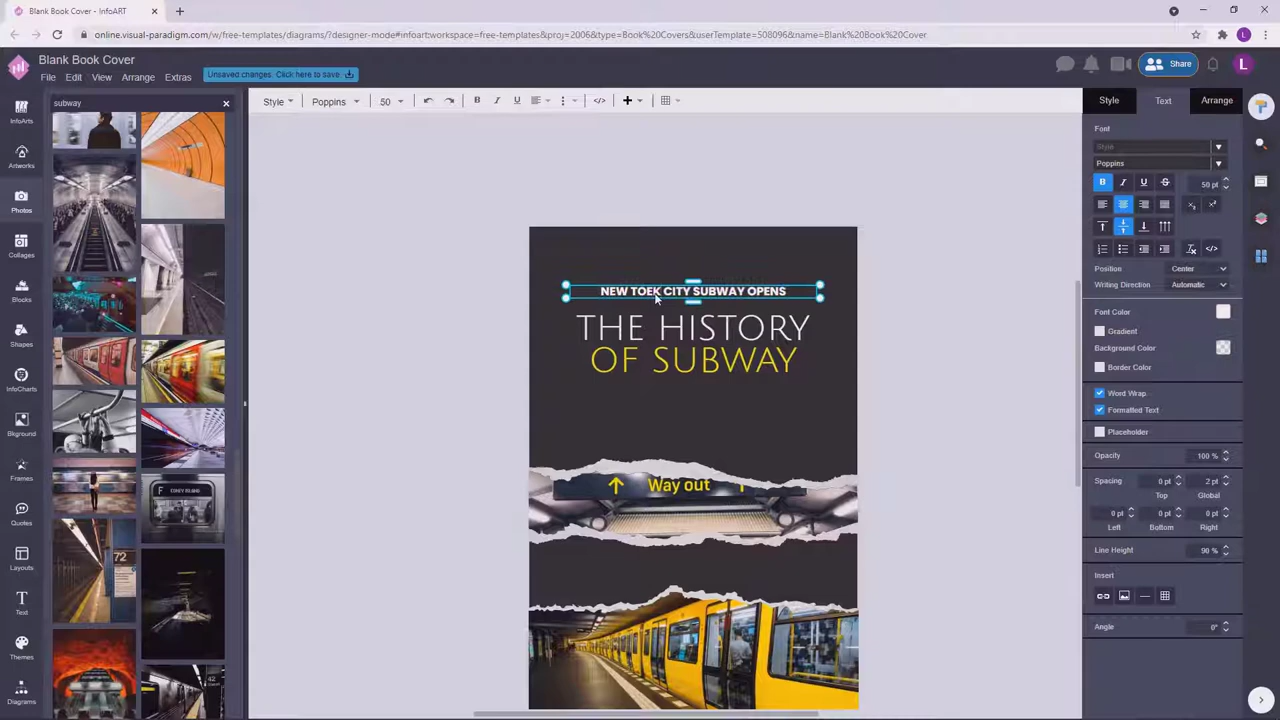 Blank Book Cover - InfoART
online.visual-paradigm.com/w/free-templates/diagrams/?designer-mode#infoart:workspace=free-templates&proj=2006&type=Book%20Covers&userTemplate=508096&name=Blank%20Book%20Cover
L
Blank Book Cover
File Edit View Arrange Extras
Unsaved changes. Click here to save.
Share
L
subway
Style Poppins 50 B I U
Style Text Arrange
InfoArts
Artworks
Photos
Collages
Blocks
Shapes
InfoCharts
Bkground
Frames
Quotes
Layouts
Text
Themes
Diagrams
F CONEY ISLAND
72
42
NEW TOEK CITY SUBWAY OPENS
THE HISTORY
OF SUBWAY
Way out
Font
Style
Poppins
B I U S 50 pt
Position Center
Writing Direction Automatic
Font Color
Gradient
Background Color
Border Color
Word Wrap
Formatted Text
Placeholder
Opacity 100 %
Spacing 0 pt 2 pt
Top Global
0 pt 0 pt 0 pt
Left Bottom Right
Line Height 90 %
Insert
Angle 0°